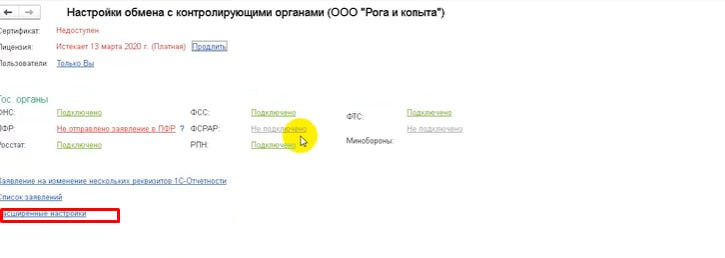 Настройки обмена с контролирующими органами (ООО "Рога и копыта")
Сертификат: Недоступен
Лицензия: Истекает 13 марта 2020 г. (Платная) Продлить
Пользователи: Только Вы
Гос. органы
ФНС: Подключено ФСС: Подключено ФТС: Подключено
ПФР: Не отправлено заявление в ПФР ? ФСРАР: Не подключено Минобороны: Не подключено
Росстат: Подключено РПН: Подключено
Заявление на изменение нескольких реквизитов 1С-Отчетности
Список заявлений
Расширенные настройки